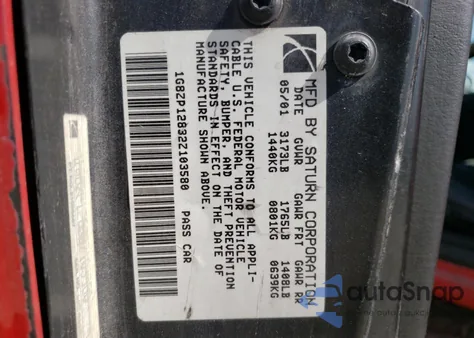 MFD BY SATURN CORPORATION
DATE GVWR GAWR FRT GAWR RR
05/01 3173LB 1765LB 1408LB
1440KG 0801KG 0639KG
THIS VEHICLE CONFORMS TO ALL APPLI-
CABLE U.S. FEDERAL MOTOR VEHICLE
SAFETY, BUMPER, AND THEFT PREVENTION
STANDARDS IN EFFECT ON THE DATE OF
MANUFACTURE SHOWN ABOVE.
1G8ZP12832Z103580 PASS CAR
autoSnap